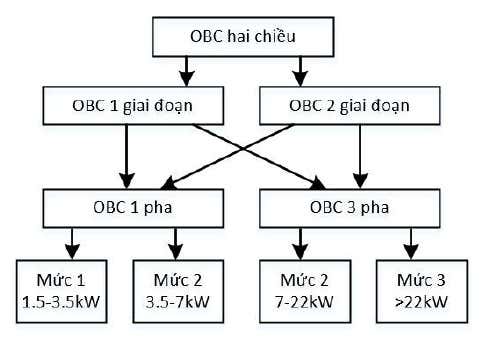 OBC hai chiều
OBC 1 giai đoạn
OBC 2 giai đoạn
OBC 1 pha
OBC 3 pha
Mức 1
1.5-3.5kW
Mức 2
3.5-7kW
Mức 2
7-22kW
Mức 3
>22kW